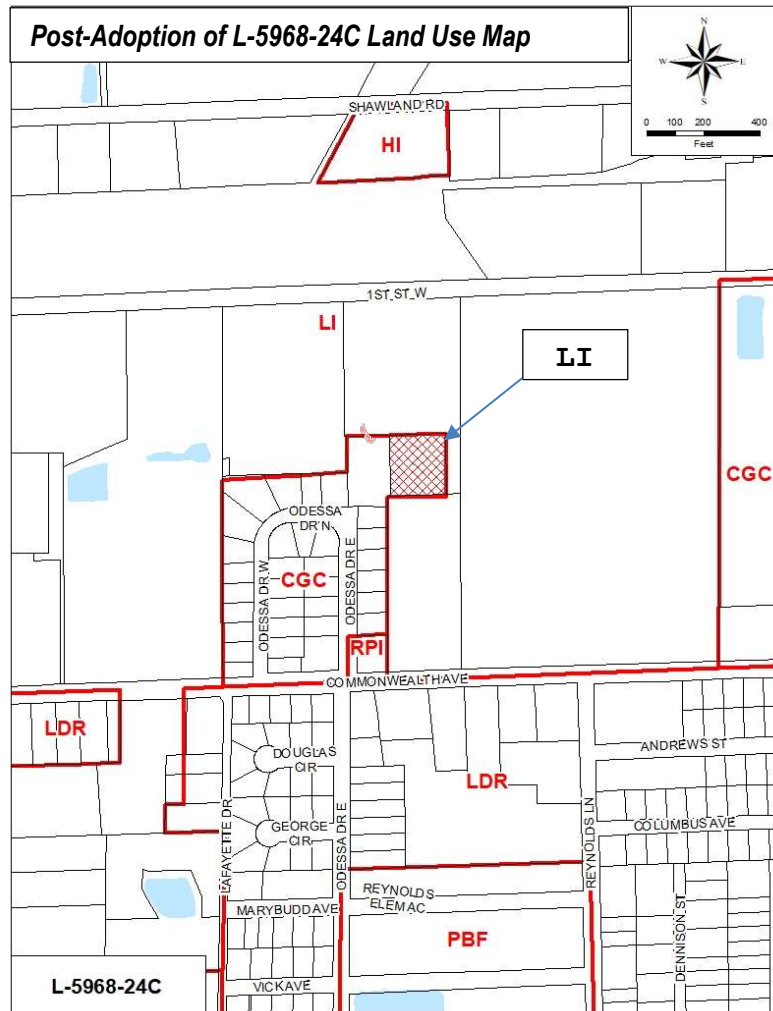 Post-Adoption of L-5968-24C Land Use Map
N
W
E
S
0 100 200 400
Feet
SHAWLAND RD
HI
1ST ST W
LI
LI
CGC
ODESSA
DR N
ODESSA DR W
CGC
ODESSA DR E
RPI
COMMONWEALTH AVE
LDR
ANDREWS ST
DOUGLAS
CIR
LDR
COLUMBUS AVE
GEORGE
CIR
LAFAYETTE DR
ODESSA DR E
REYNOLDS LN
REYNOLDS
ELEMAC
MARYBUDD AVE
PBF
DENNISON ST
VICK AVE
L-5968-24C